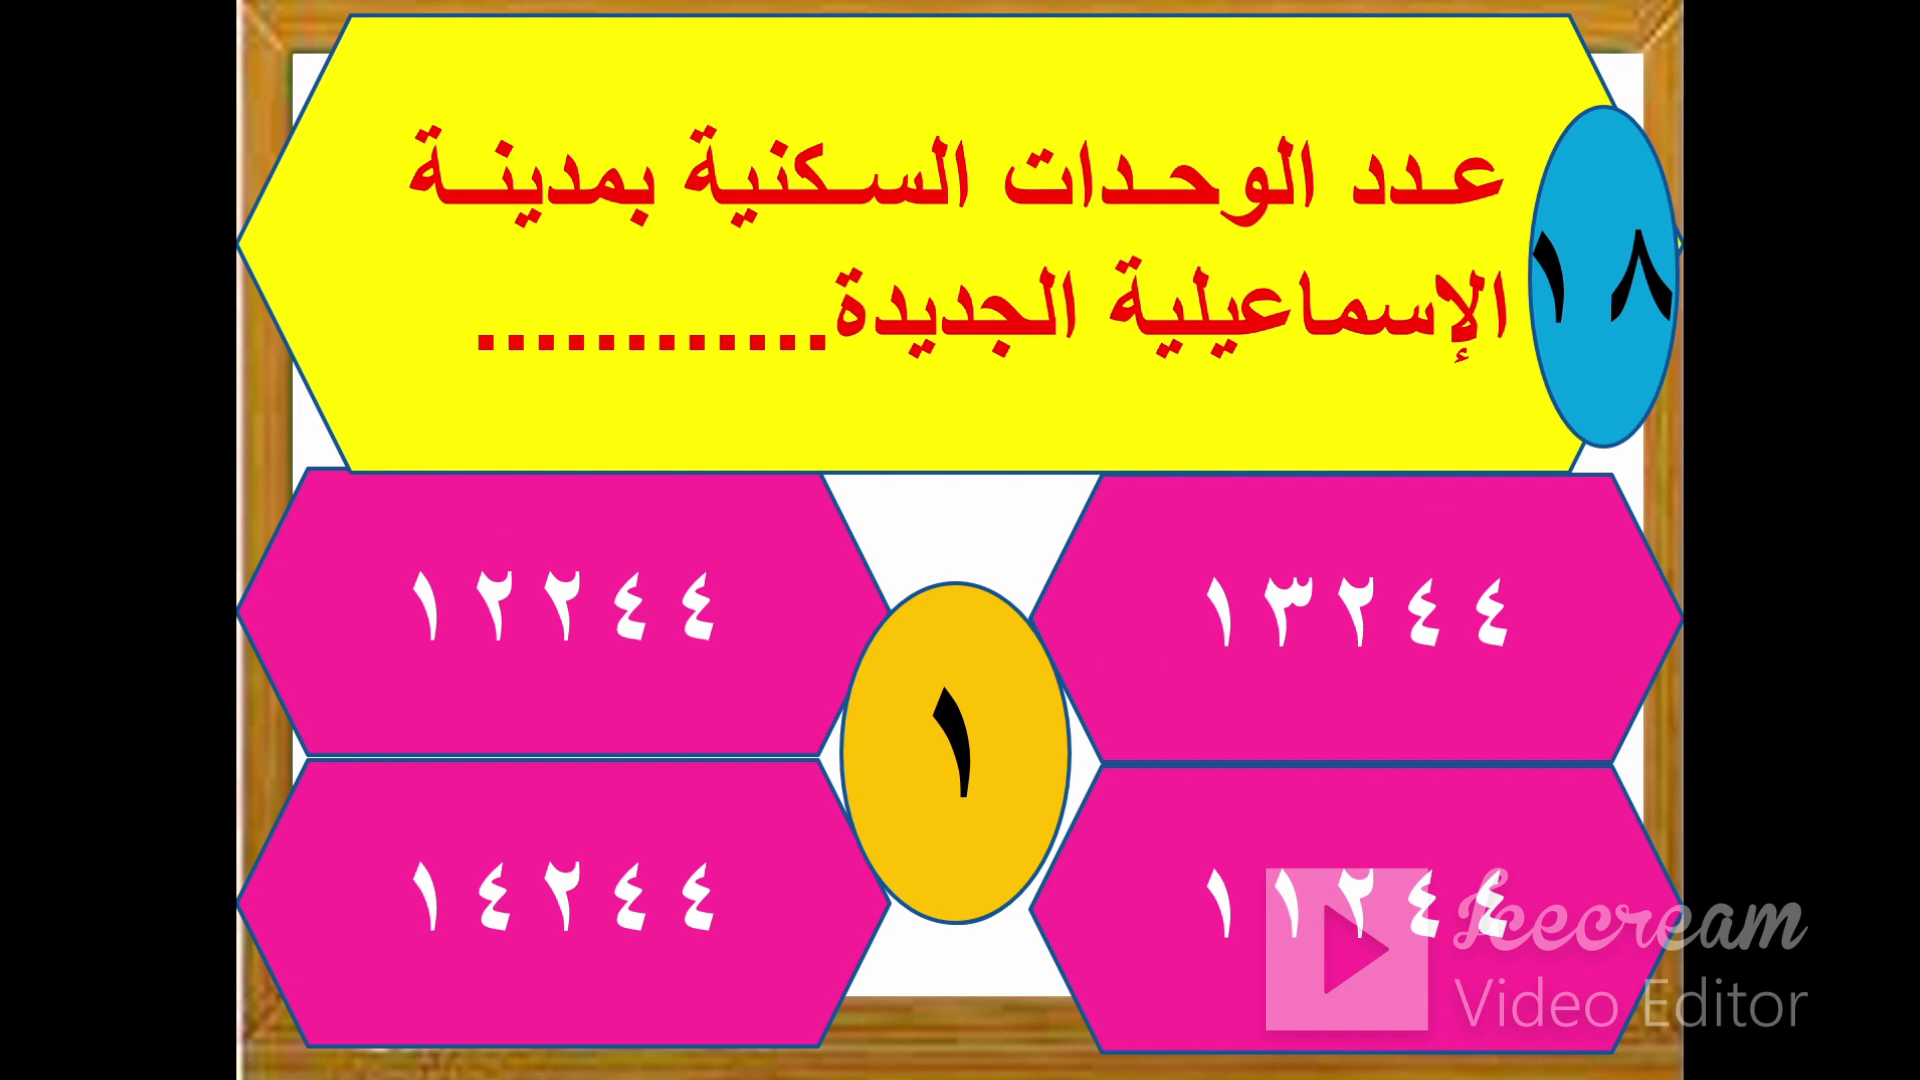 عدد الوحدات السكنية بمدينة
الإسماعيلية الجديدة............
١٨
١٣٢٤٤
١٢٢٤٤
١
١١٢٤٤
١٤٢٤٤
Icecream
Video Editor